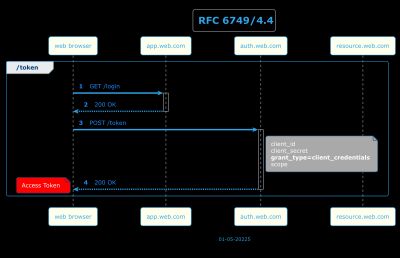 RFC 6749/4.4
web browser
app.web.com
auth.web.com
resource.web.com
/token
1 GET /login
2 200 OK
3 POST /token
client_id
client_secret
grant_type=client_credentials
scope
Access Token
4 200 OK
web browser
app.web.com
auth.web.com
resource.web.com
01-05-20225